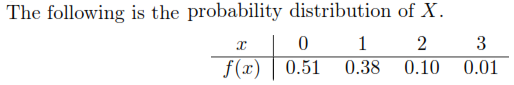 The following is the probability distribution of X.
x 0 1 2 3
f(x) 0.51 0.38 0.10 0.01